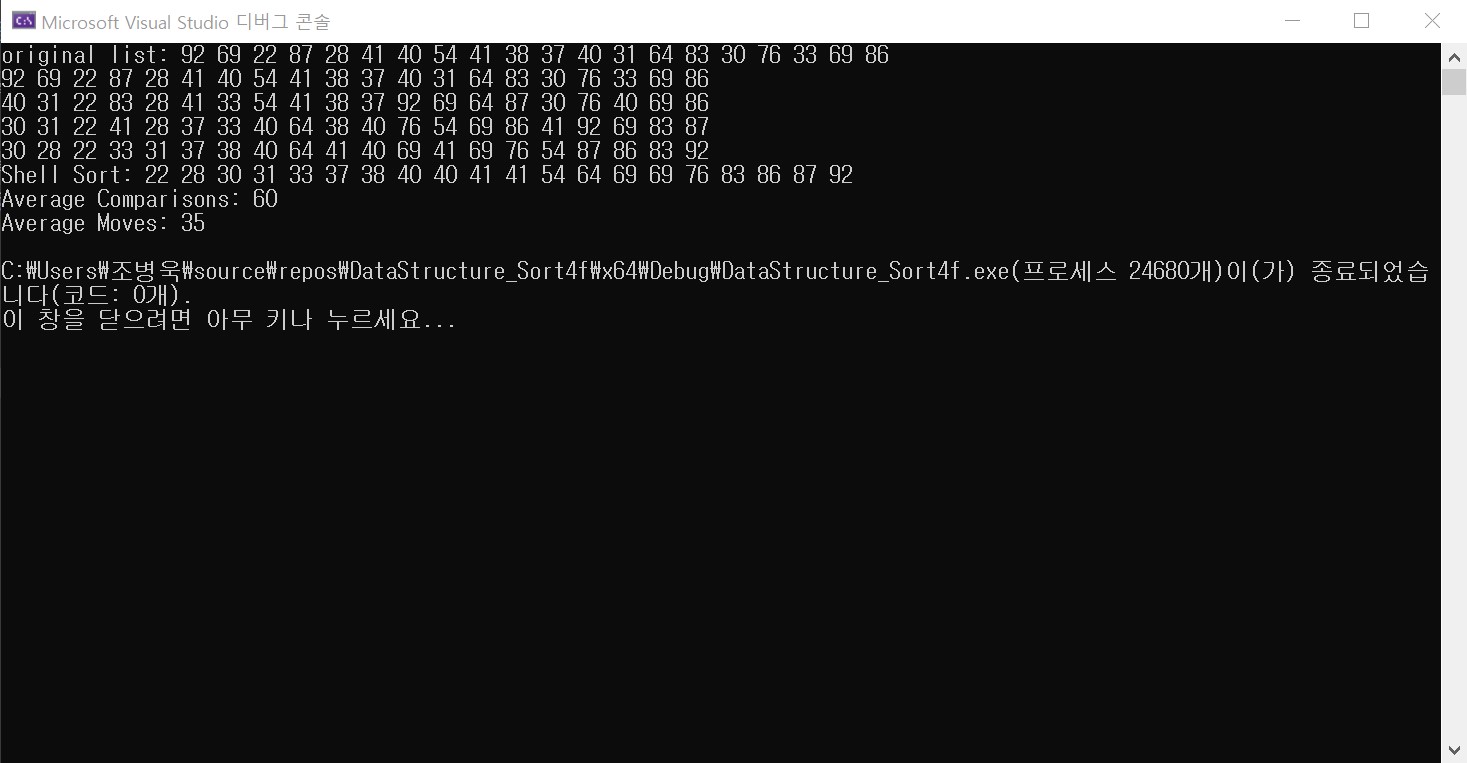 Microsoft Visual Studio 디버그 콘솔
original list: 92 69 22 87 28 41 40 54 41 38 37 40 31 64 83 30 76 33 69 86
92 69 22 87 28 41 40 54 41 38 37 40 31 64 83 30 76 33 69 86
40 31 22 83 28 41 33 54 41 38 37 92 69 64 87 30 76 40 69 86
30 31 22 41 28 37 33 40 64 38 40 76 54 69 86 41 92 69 83 87
30 28 22 33 31 37 38 40 64 41 40 69 41 69 76 54 87 86 83 92
Shell Sort: 22 28 30 31 33 37 38 40 40 41 41 54 64 69 69 76 83 86 87 92
Average Comparisons: 60
Average Moves: 35
C:₩Users₩조병욱₩source₩repos₩DataStructure_Sort4f₩x64₩Debug₩DataStructure_Sort4f.exe(프로세스 24680개)이(가) 종료되었습
니다(코드: 0개).
이 창을 닫으려면 아무 키나 누르세요...